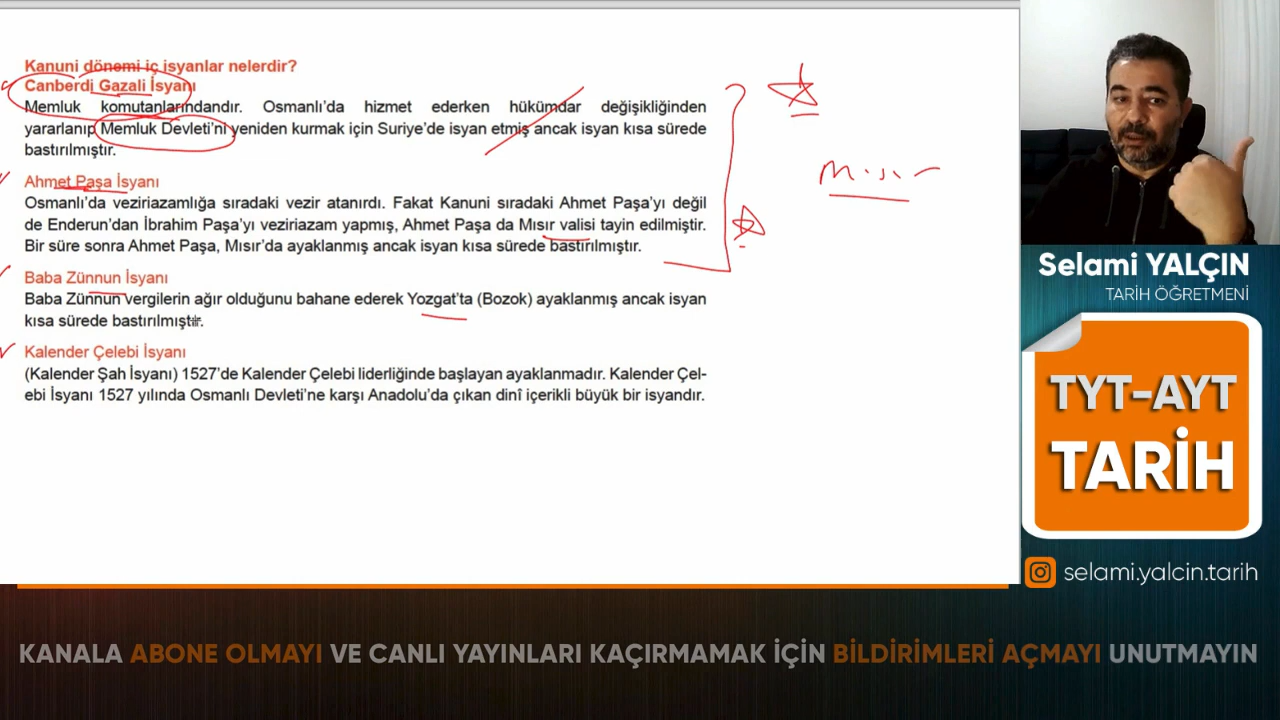 Kanuni dönemi iç isyanlar nelerdir?
Canberdi Gazali İsyanı
Memluk komutanlarındandır. Osmanlı'da hizmet ederken hükümdar değişikliğinden
yararlanıp Memluk Devleti'ni yeniden kurmak için Suriye'de isyan etmiş ancak isyan kısa sürede
bastırılmıştır.
Ahmet Paşa İsyanı
Osmanlı'da veziriazamlığa sıradaki vezir atanırdı. Fakat Kanuni sıradaki Ahmet Paşa'yı değil
de Enderun'dan İbrahim Paşa'yı veziriazam yapmış, Ahmet Paşa da Mısır valisi tayin edilmiştir.
Bir süre sonra Ahmet Paşa, Mısır'da ayaklanmış ancak isyan kısa sürede bastırılmıştır.
Baba Zünnun İsyanı
Baba Zünnun vergilerin ağır olduğunu bahane ederek Yozgat'ta (Bozok) ayaklanmış ancak isyan
kısa sürede bastırılmıştır.
Kalender Çelebi İsyanı
(Kalender Şah İsyanı) 1527'de Kalender Çelebi liderliğinde başlayan ayaklanmadır. Kalender Çel-
ebi İsyanı 1527 yılında Osmanlı Devleti'ne karşı Anadolu'da çıkan dinî içerikli büyük bir isyandır.
Mısır
Selami YALÇIN
TARİH ÖĞRETMENİ
TYT-AYT
TARİH
selami.yalcin.tarih
KANALA ABONE OLMAYI VE CANLI YAYINLARI KAÇIRMAMAK İÇİN BİLDİRİMLERİ AÇMAYI UNUTMAYIN